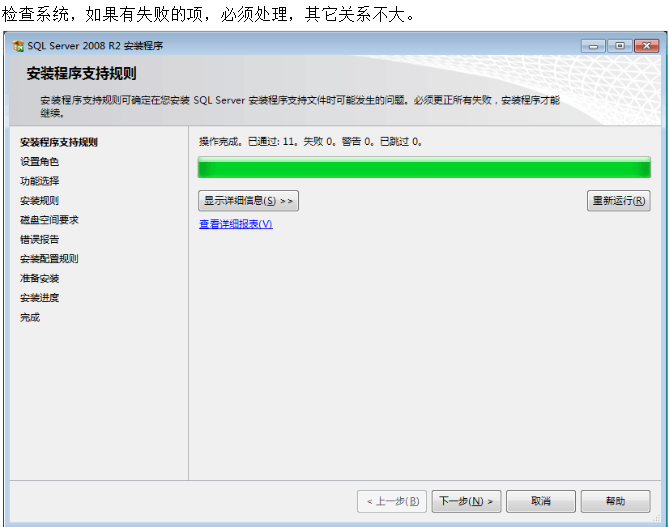 检查系统，如果有失败的项，必须处理，其它关系不大。
SQL Server 2008 R2 安装程序
安装程序支持规则
安装程序支持规则可确定在您安装 SQL Server 安装程序支持文件时可能发生的问题。必须更正所有失败，安装程序才能
继续。
安装程序支持规则
设置角色
功能选择
安装规则
磁盘空间要求
错误报告
安装配置规则
准备安装
安装进度
完成
操作完成。已通过: 11。失败 0。警告 0。已跳过 0。
显示详细信息(S) >>
重新运行(R)
查看详细报表(V)
< 上一步(B)
下一步(N) >
取消
帮助